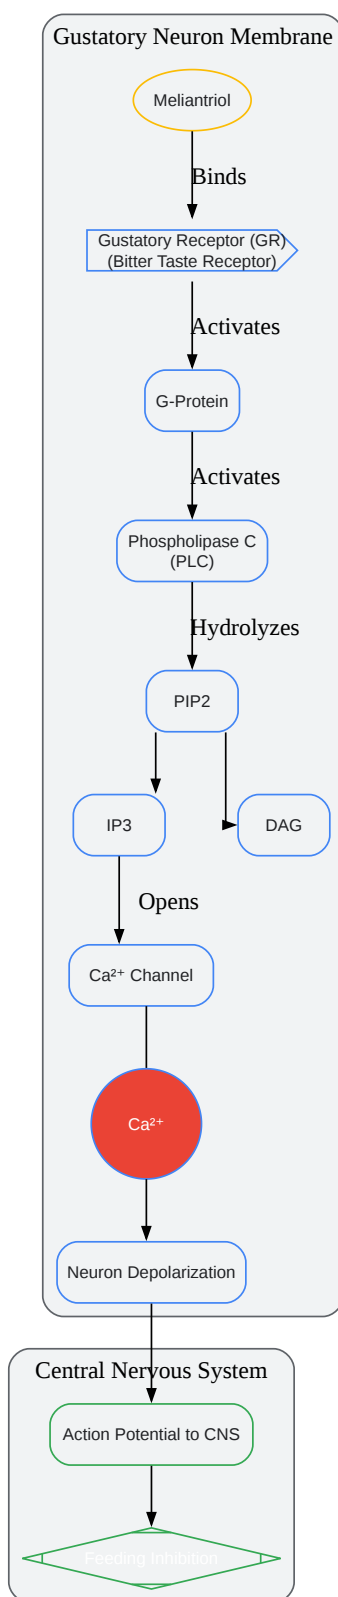 Gustatory Neuron Membrane
Meliantriol
Binds
Gustatory Receptor (GR)
(Bitter Taste Receptor)
Activates
G-Protein
Activates
Phospholipase C
(PLC)
Hydrolyzes
PIP2
IP3
DAG
Opens
Ca²⁺ Channel
Ca²⁺
Neuron Depolarization
Central Nervous System
Action Potential to CNS
Feeding Inhibition